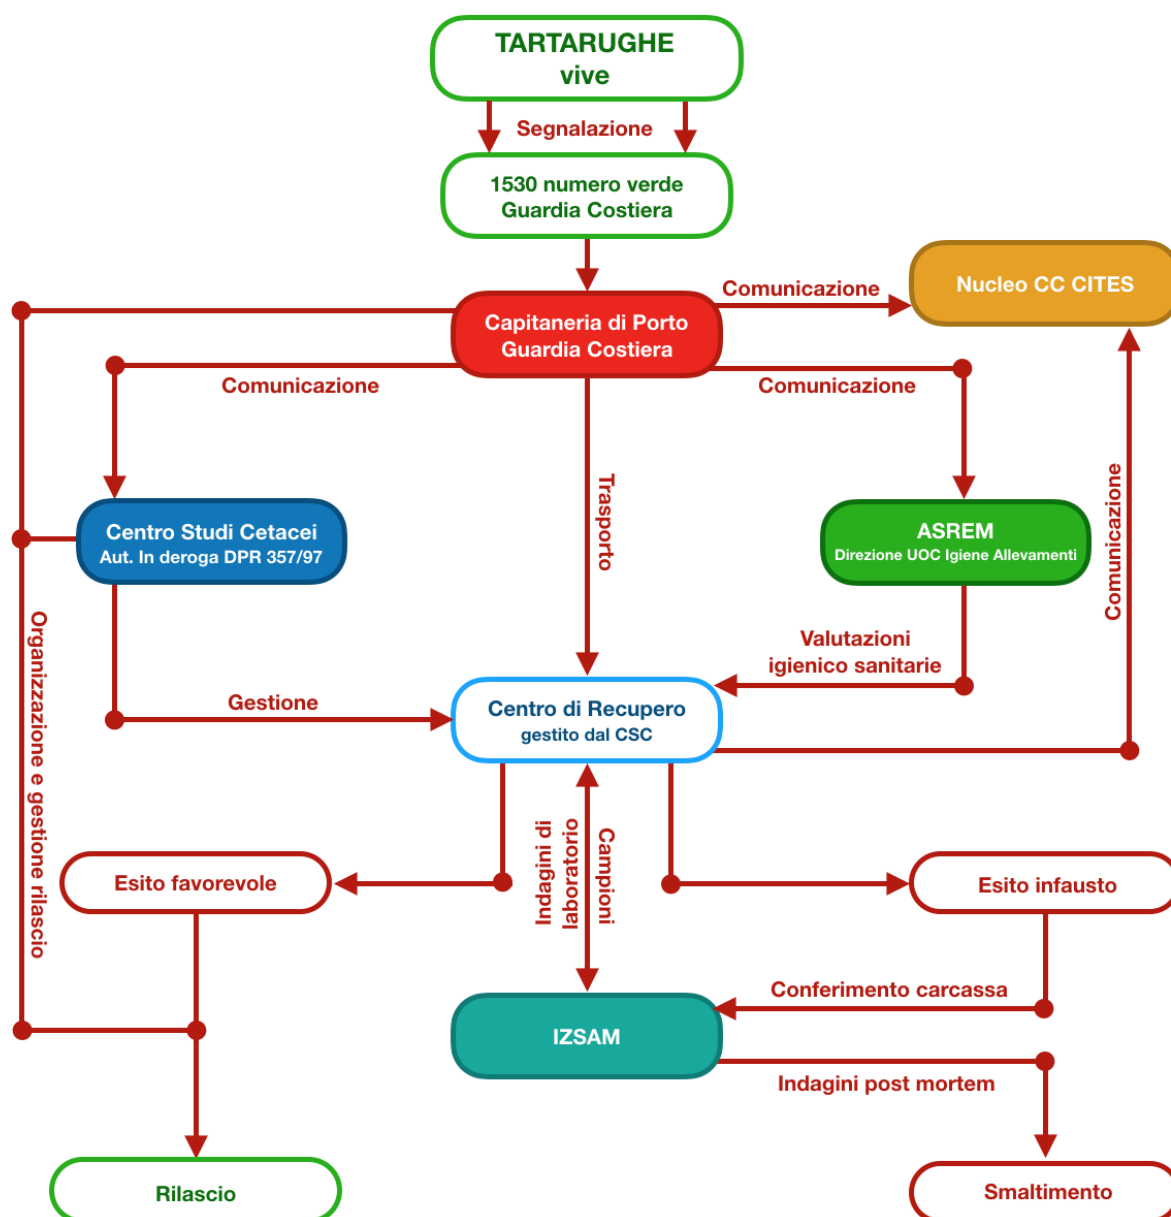 TARTARUGHE
vive
Segnalazione
1530 numero verde
Guardia Costiera
Comunicazione
Nucleo CC CITES
Capitaneria di Porto
Guardia Costiera
Comunicazione
Comunicazione
Trasporto
Comunicazione
Centro Studi Cetacei
Aut. In deroga DPR 357/97
ASREM
Direzione UOC Igiene Allevamenti
Organizzazione e gestione rilascio
Valutazioni
igienico sanitarie
Gestione
Centro di Recupero
gestito dal CSC
Indagini di
laboratorio
Campioni
Esito favorevole
Esito infausto
Conferimento carcassa
IZSAM
Indagini post mortem
Rilascio
Smaltimento